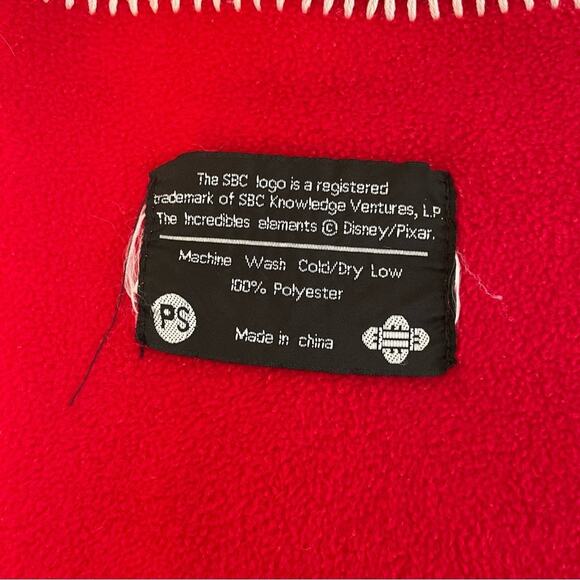 The SBC logo is a registered
trademark of SBC Knowledge Ventures, L.P.
The Incredibles elements © Disney/Pixar.
Machine Wash Cold/Dry Low
100% Polyester
PS
Made in china